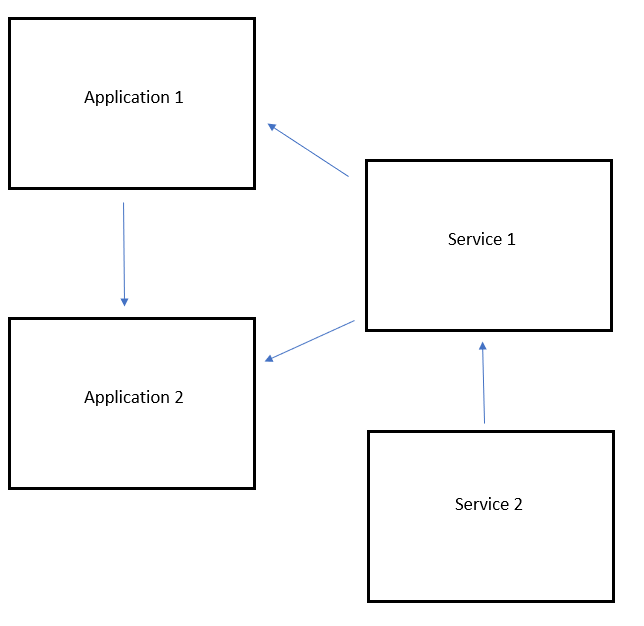 Application 1
Service 1
Application 2
Service 2